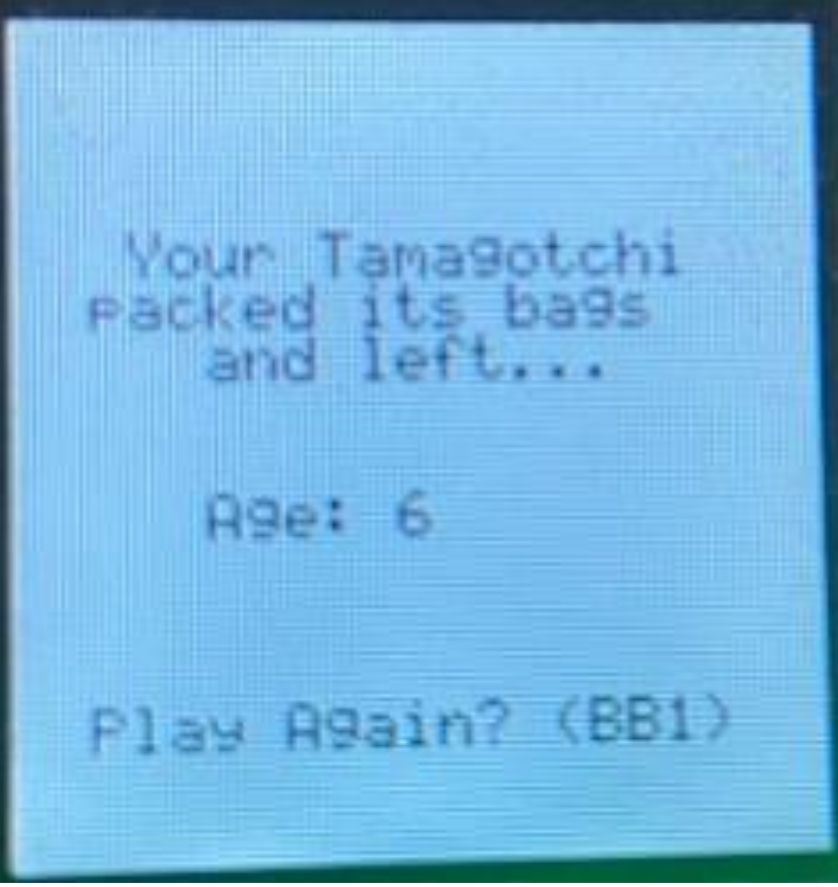 Your Tamagotchi
packed its bags
and left...
Age: 6
Play Again? (BB1)